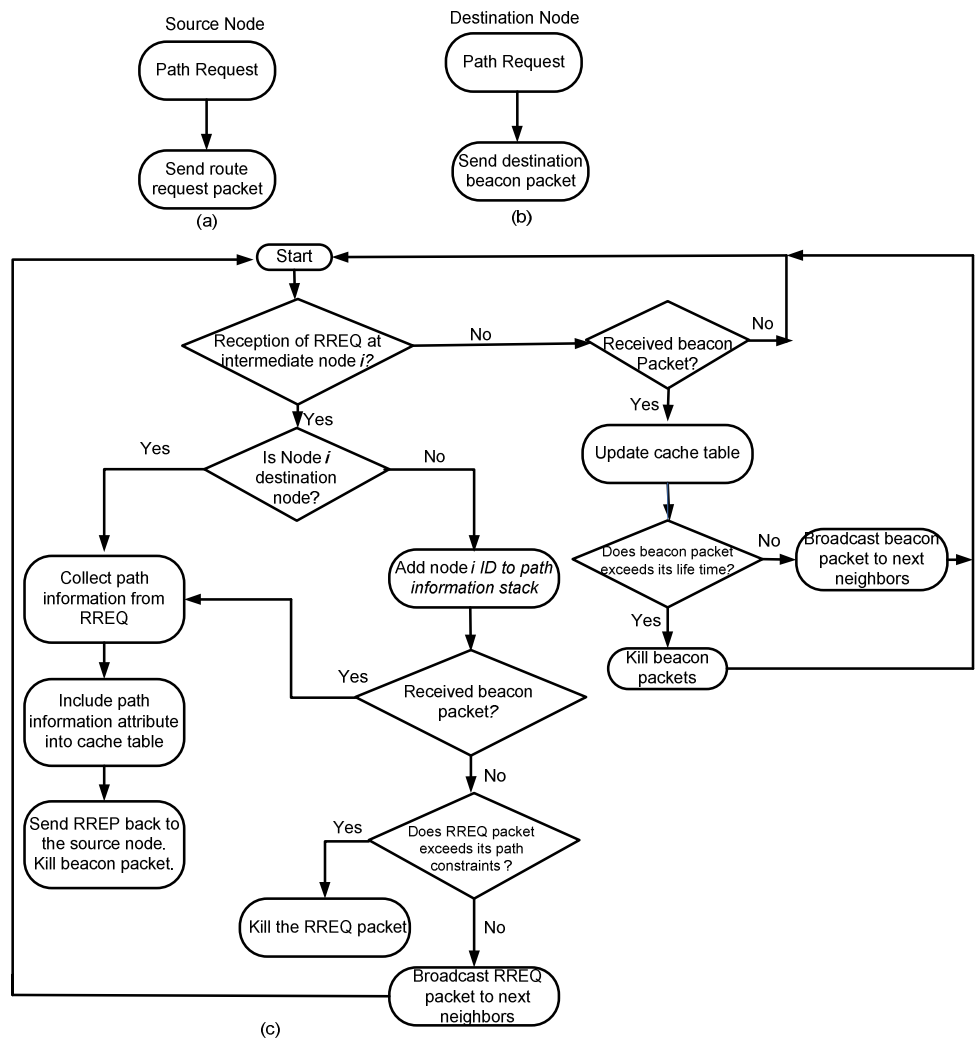 Source Node
Path Request
Send route
request packet
(a)
Destination Node
Path Request
Send destination
beacon packet
(b)
Start
Reception of RREQ at
intermediate node i?
No
Received beacon
Packet?
No
Yes
Yes
Update cache table
Is Node i
destination
node?
Yes
No
Does beacon packet
exceeds its life time?
No
Broadcast beacon
packet to next
neighbors
Yes
Kill beacon
packets
Collect path
information from
RREQ
Add node i ID to path
information stack
Include path
information attribute
into cache table
Yes
Received beacon
packet?
No
Send RREP back to
the source node.
Kill beacon packet.
Yes
Does RREQ packet
exceeds its path
constraints ?
Kill the RREQ packet
No
Broadcast RREQ
packet to next
neighbors
(c)